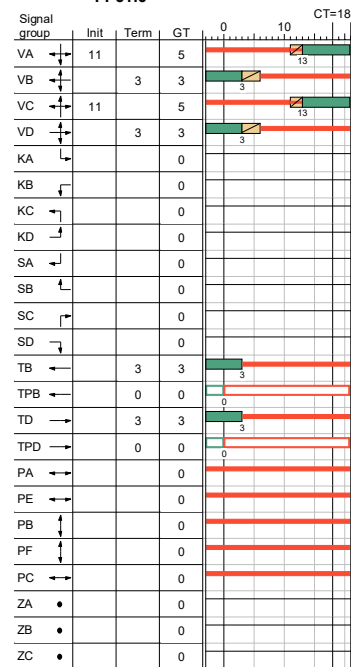 CT=18
Signal
group Init Term GT 0 10
VA 11 5 13
VB 3 3 3
VC 11 5 13
VD 3 3 3
KA 0
KB 0
KC 0
KD 0
SA 0
SB 0
SC 0
SD 0
TB 3 3 3
TPB 0 0 0
TD 3 3 3
TPD 0 0 0
PA 0
PE 0
PB 0
PF 0
PC 0
ZA 0
ZB 0
ZC 0